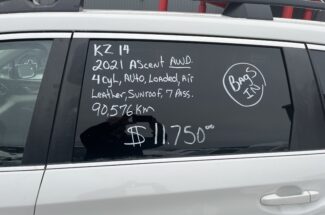 KZ 14
2021 Ascent AWD.
4 cyl, Auto, Loaded, Air
Leather, Sunroof, 7 Pass.
90,576 Km
$11,750⁰⁰
Bags
IN!